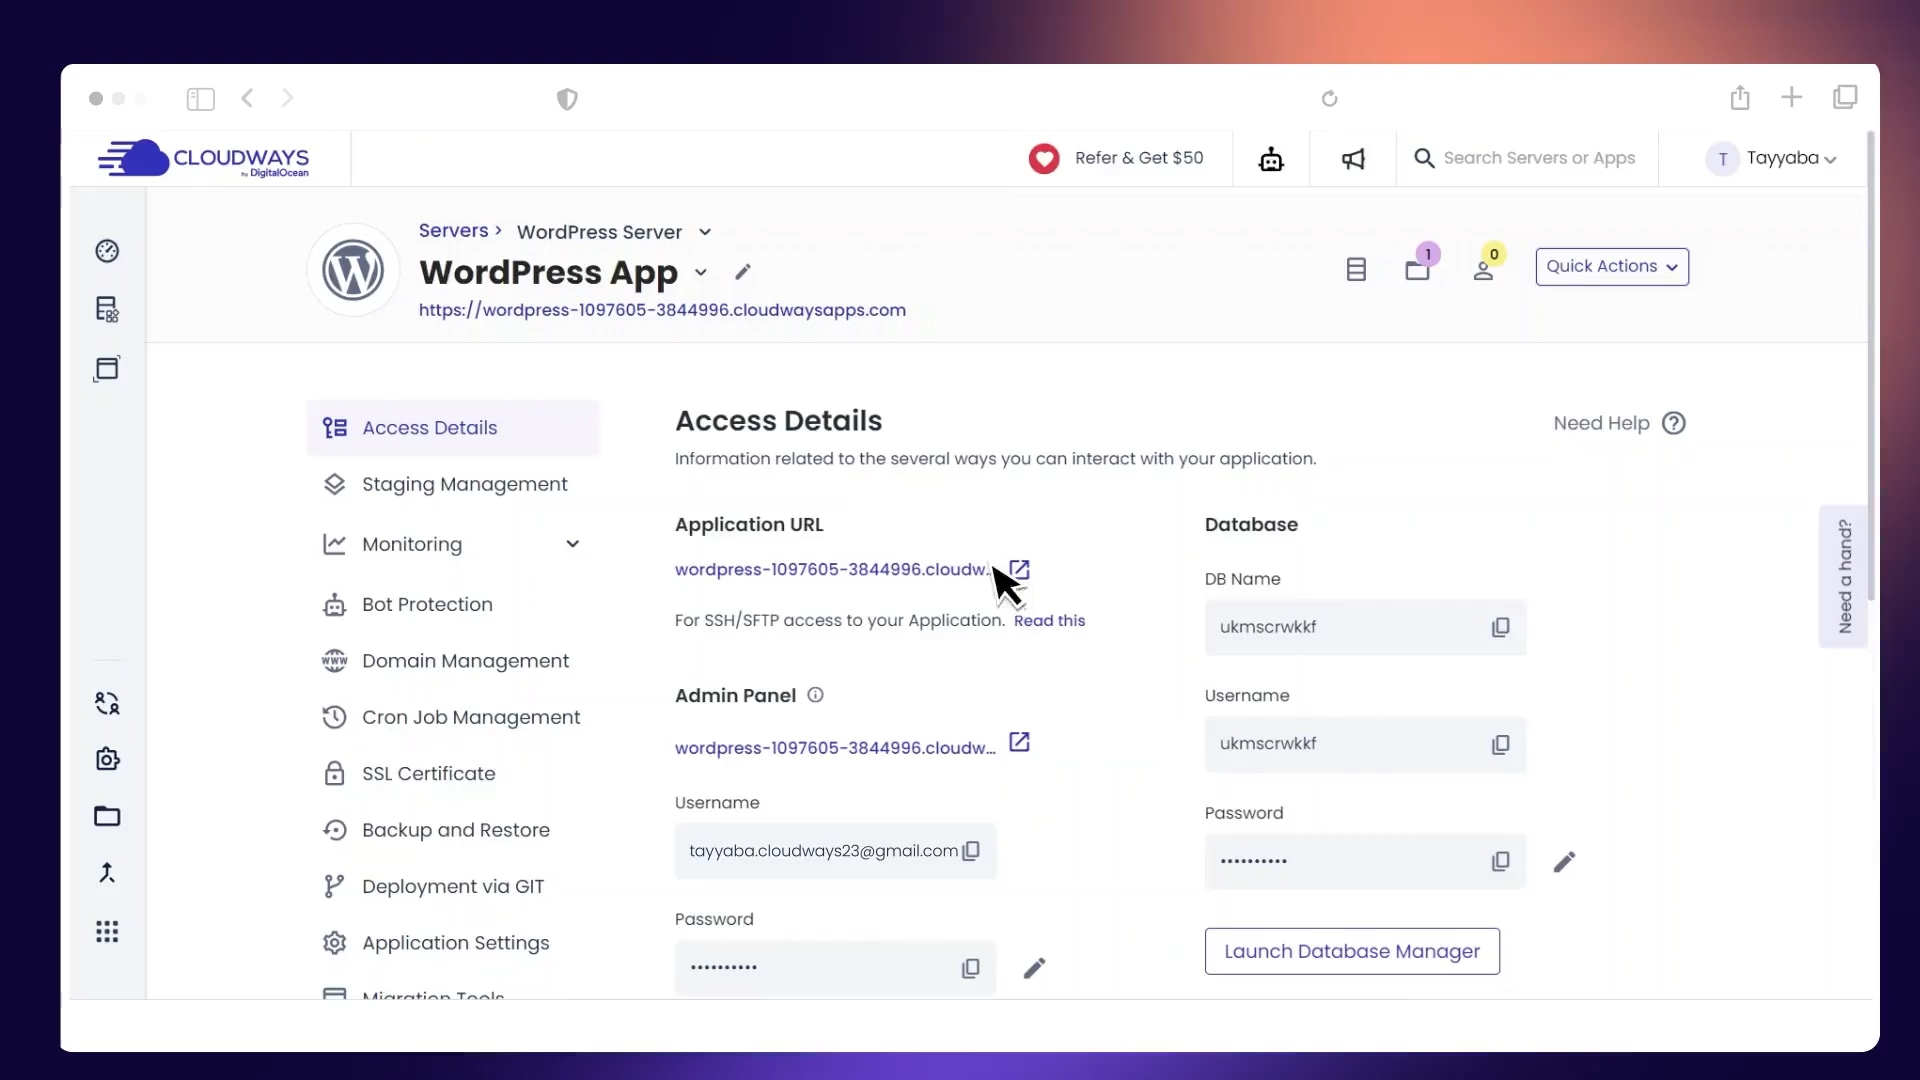 CLOUDWAYS
by DigitalOcean
Refer & Get $50
Search Servers or Apps
T
Tayyaba
Servers >
WordPress Server
WordPress App
https://wordpress-1097605-3844996.cloudwaysapps.com
1
0
Quick Actions
Access Details
Staging Management
Monitoring
Bot Protection
WWW
Domain Management
Cron Job Management
SSL Certificate
Backup and Restore
Deployment via GIT
Application Settings
Migration Tools
Access Details
Need Help ?
Information related to the several ways you can interact with your application.
Application URL
wordpress-1097605-3844996.cloudw...
For SSH/SFTP access to your Application. Read this
Admin Panel
wordpress-1097605-3844996.cloudw...
Username
tayyaba.cloudways23@gmail.com
Password
••••••••••
Database
DB Name
ukmscrwkkf
Username
ukmscrwkkf
Password
••••••••••
Launch Database Manager
Need a hand?